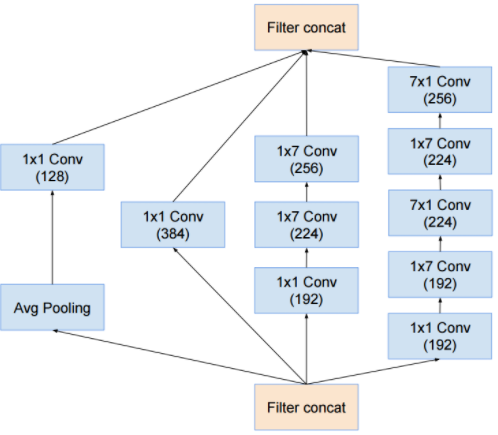 Filter concat
7x1 Conv
(256)
1x7 Conv
(256)
1x7 Conv
(224)
1x1 Conv
(128)
7x1 Conv
(224)
1x1 Conv
(384)
1x7 Conv
(224)
1x7 Conv
(192)
1x1 Conv
(192)
Avg Pooling
1x1 Conv
(192)
Filter concat